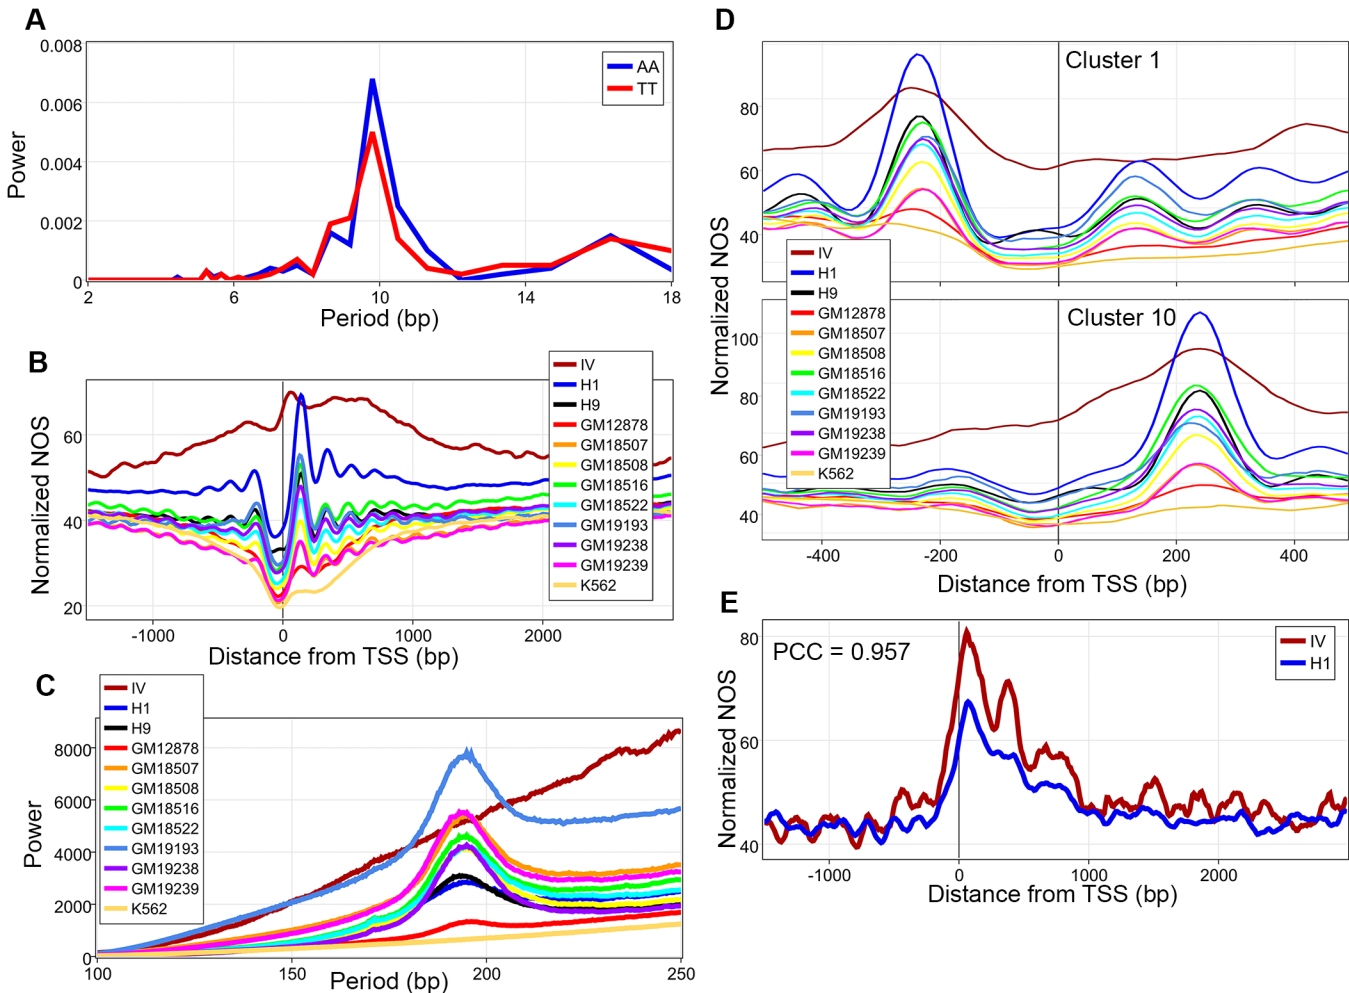 A
0.008
0.006
0.004
0.002
0
Power
AA
TT
2
6
10
14
18
Period (bp)
B
60
40
20
Normalized NOS
IV
H1
H9
GM12878
GM18507
GM18508
GM18516
GM18522
GM19193
GM19238
GM19239
K562
-1000
0
1000
2000
Distance from TSS (bp)
C
IV
H1
H9
GM12878
GM18507
GM18508
GM18516
GM18522
GM19193
GM19238
GM19239
K562
8000
6000
4000
2000
0
Power
100
150
200
250
Period (bp)
D
Cluster 1
80
60
40
Normalized NOS
IV
H1
H9
GM12878
GM18507
GM18508
GM18516
GM18522
GM19193
GM19238
GM19239
K562
Cluster 10
100
80
60
40
-400
-200
0
200
400
Distance from TSS (bp)
E
PCC = 0.957
IV
H1
80
60
40
Normalized NOS
-1000
0
1000
2000
Distance from TSS (bp)